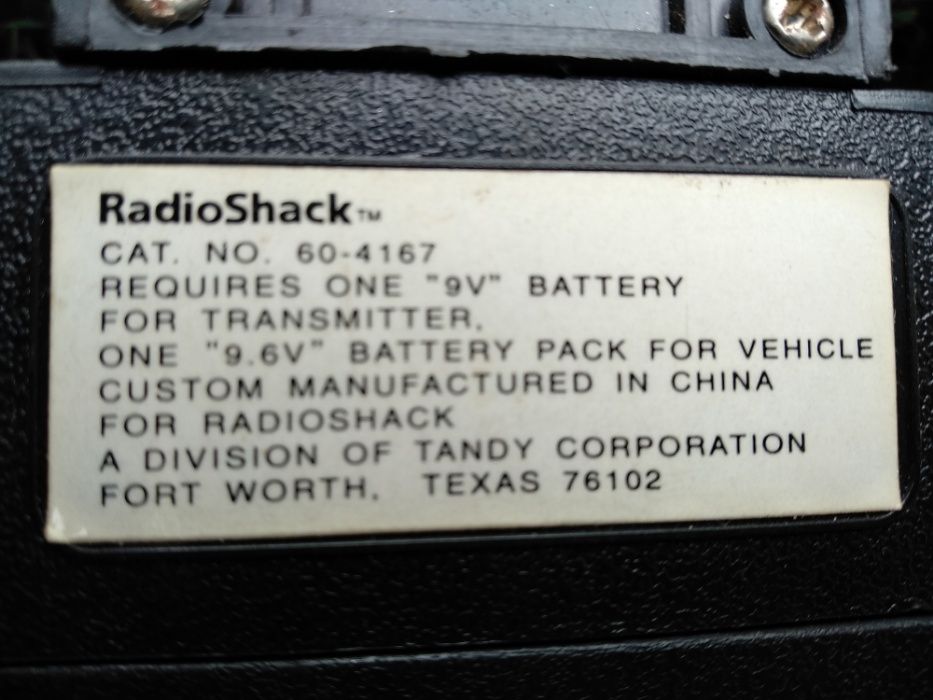 RadioShack™
CAT. NO. 60-4167
REQUIRES ONE "9V" BATTERY
FOR TRANSMITTER,
ONE "9.6V" BATTERY PACK FOR VEHICLE
CUSTOM MANUFACTURED IN CHINA
FOR RADIOSHACK
A DIVISION OF TANDY CORPORATION
FORT WORTH, TEXAS 76102